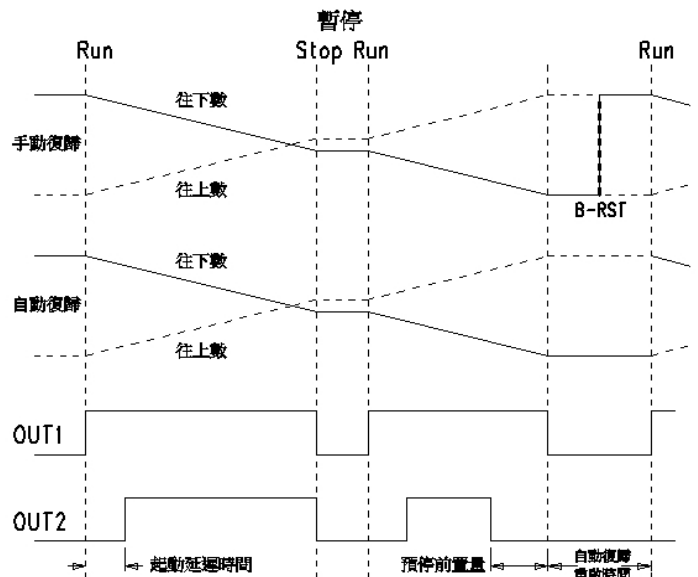 暫停
Run Stop Run Run
往下數
手動復歸
往上數
B-RST
往下數
自動復歸
往上數
OUT1
OUT2
起動延遲時間 預停前置量 自動復歸